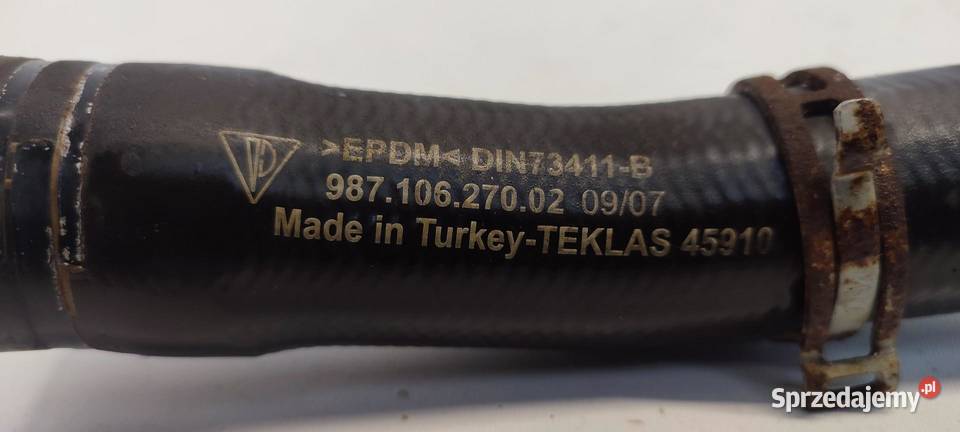 >EPDM< DIN73411-B
987.106.270.02 09/07
Made in Turkey-TEKLAS 45910
Sprzedajemy.pl